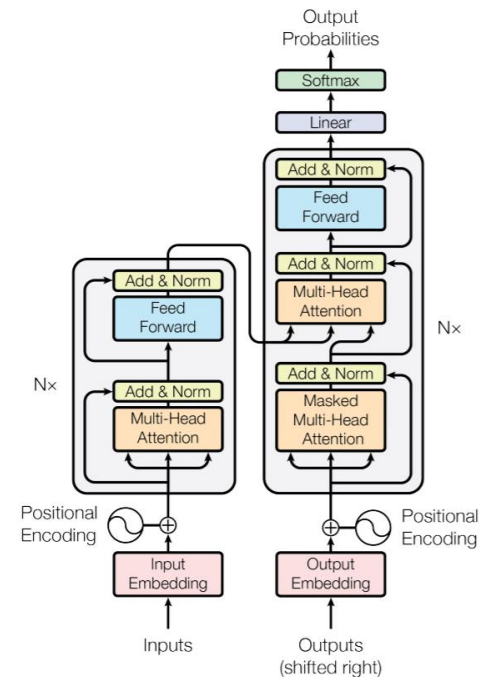 Output
Probabilities
Softmax
Linear
Add & Norm
Feed
Forward
Add & Norm
Multi-Head
Attention
Add & Norm
Masked
Multi-Head
Attention
N×
Add & Norm
Feed
Forward
Add & Norm
Multi-Head
Attention
N×
Positional
Encoding
Positional
Encoding
Input
Embedding
Output
Embedding
Inputs
Outputs
(shifted right)